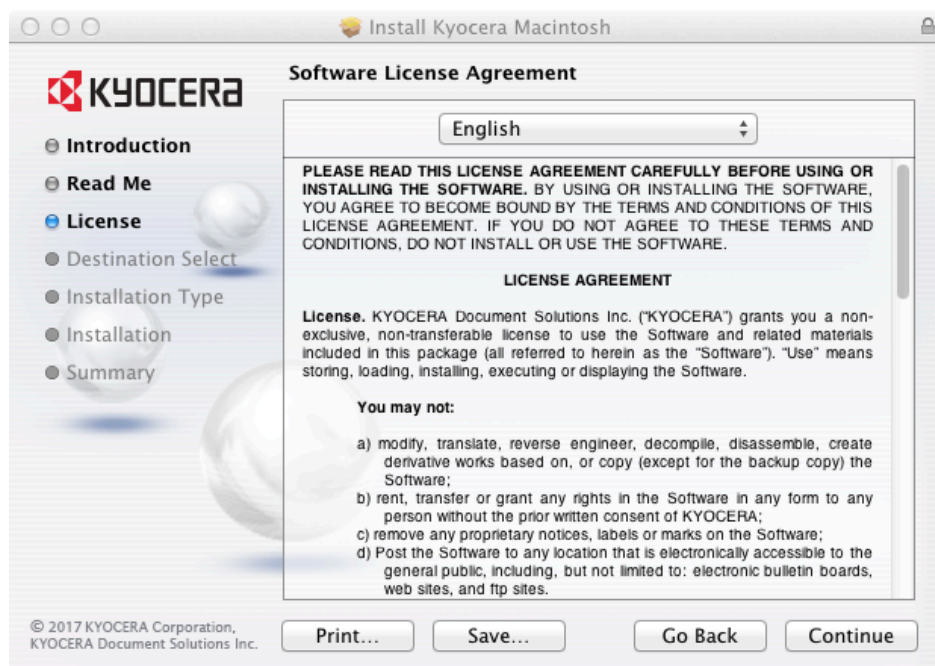 Install Kyocera Macintosh
KYOCERA
Introduction
Read Me
License
Destination Select
Installation Type
Installation
Summary
Software License Agreement
English
PLEASE READ THIS LICENSE AGREEMENT CAREFULLY BEFORE USING OR
INSTALLING THE SOFTWARE. BY USING OR INSTALLING THE SOFTWARE,
YOU AGREE TO BECOME BOUND BY THE TERMS AND CONDITIONS OF THIS
LICENSE AGREEMENT. IF YOU DO NOT AGREE TO THESE TERMS AND
CONDITIONS, DO NOT INSTALL OR USE THE SOFTWARE.
LICENSE AGREEMENT
License. KYOCERA Document Solutions Inc. ("KYOCERA") grants you a non-
exclusive, non-transferable license to use the Software and related materials
included in this package (all referred to herein as the "Software"). "Use" means
storing, loading, installing, executing or displaying the Software.
You may not:
a) modify, translate, reverse engineer, decompile, disassemble, create
derivative works based on, or copy (except for the backup copy) the
Software;
b) rent, transfer or grant any rights in the Software in any form to any
person without the prior written consent of KYOCERA;
c) remove any proprietary notices, labels or marks on the Software;
d) Post the Software to any location that is electronically accessible to the
general public, including, but not limited to: electronic bulletin boards,
web sites, and ftp sites.
© 2017 KYOCERA Corporation,
KYOCERA Document Solutions Inc.
Print...
Save...
Go Back
Continue